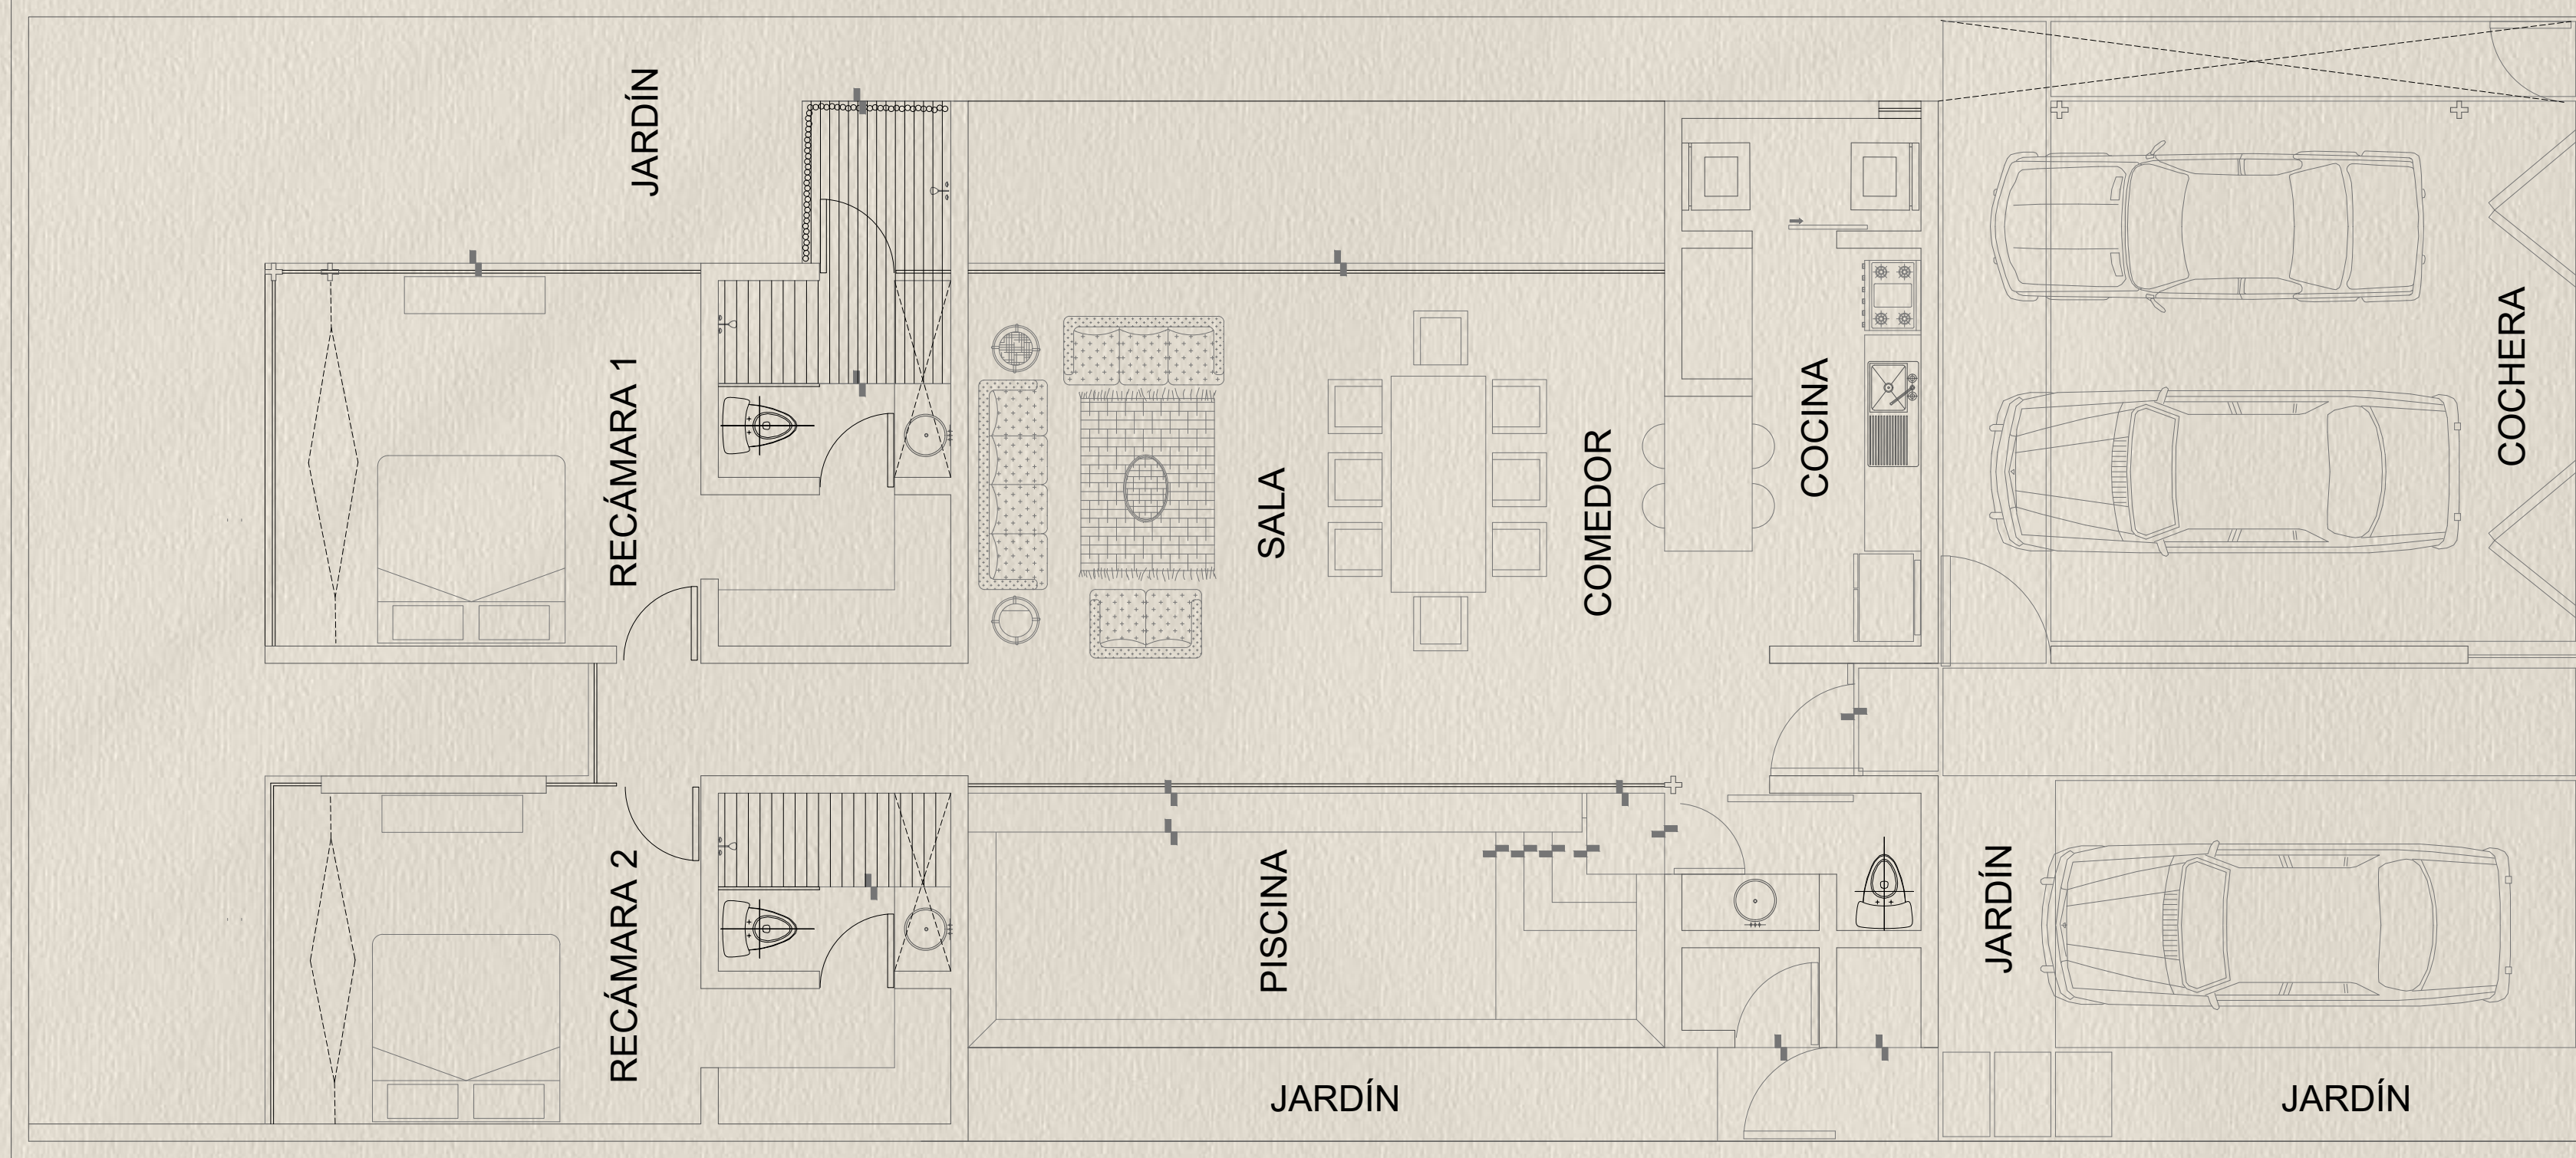 JARDÍN
RECÁMARA 1
SALA
COMEDOR
COCINA
COCHERA
RECÁMARA 2
PISCINA
JARDÍN
JARDÍN
JARDÍN